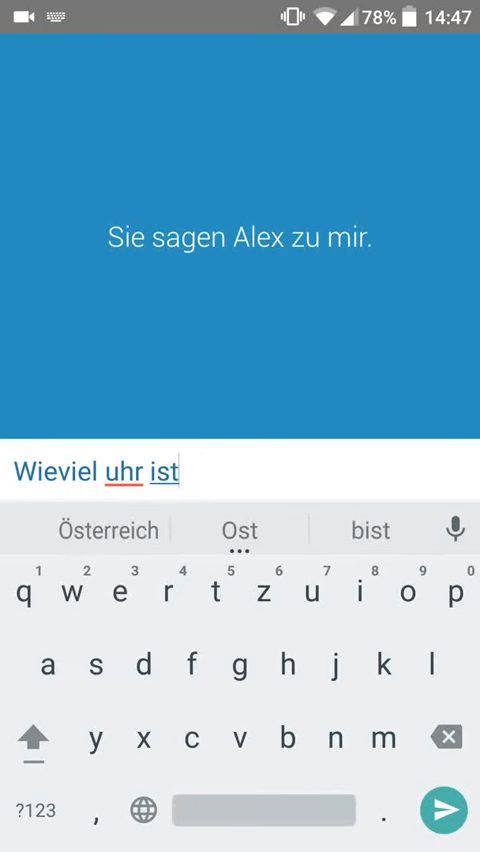 78% 14:47
Sie sagen Alex zu mir.
Wieviel uhr ist
Österreich Ost bist
1 2 3 4 5 6 7 8 9 0
q w e r t z u i o p
a s d f g h j k l
y x c v b n m
?123 , .